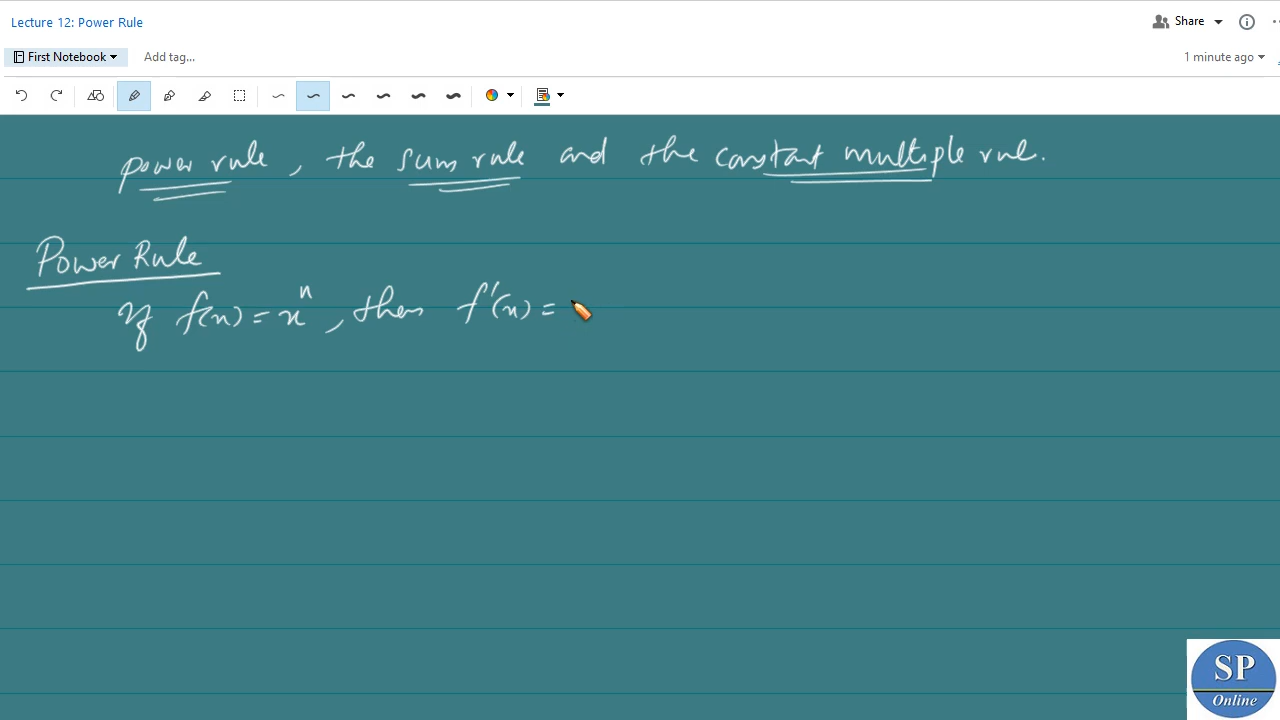 Lecture 12: Power Rule
Share
First Notebook
Add tag...
1 minute ago
power rule, the sum rule and the constant multiple rule.
Power Rule
If f(x) = x^n, then f'(x) =
SP
Online